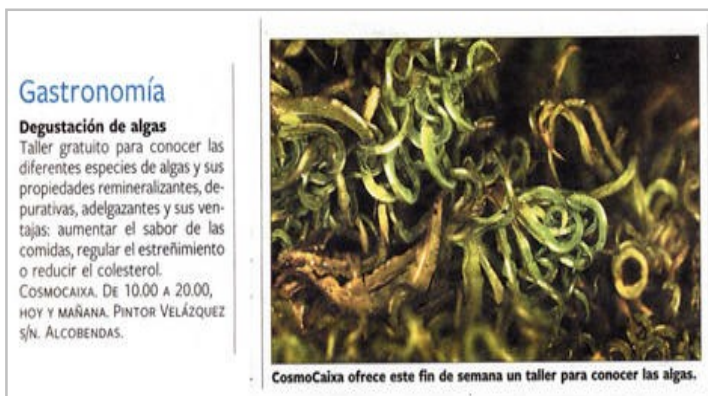 Gastronomía
Degustación de algas
Taller gratuito para conocer las
diferentes especies de algas y sus
propiedades remineralizantes, de-
purativas, adelgazantes y sus ven-
tajas: aumentar el sabor de las
comidas, regular el estreñimiento
o reducir el colesterol.
COSMOCAIXA. DE 10.00 A 20.00,
HOY Y MAÑANA. PINTOR VELÁZQUEZ
S/N. ALCOBENDAS.
CosmoCaixa ofrece este fin de semana un taller para conocer las algas.